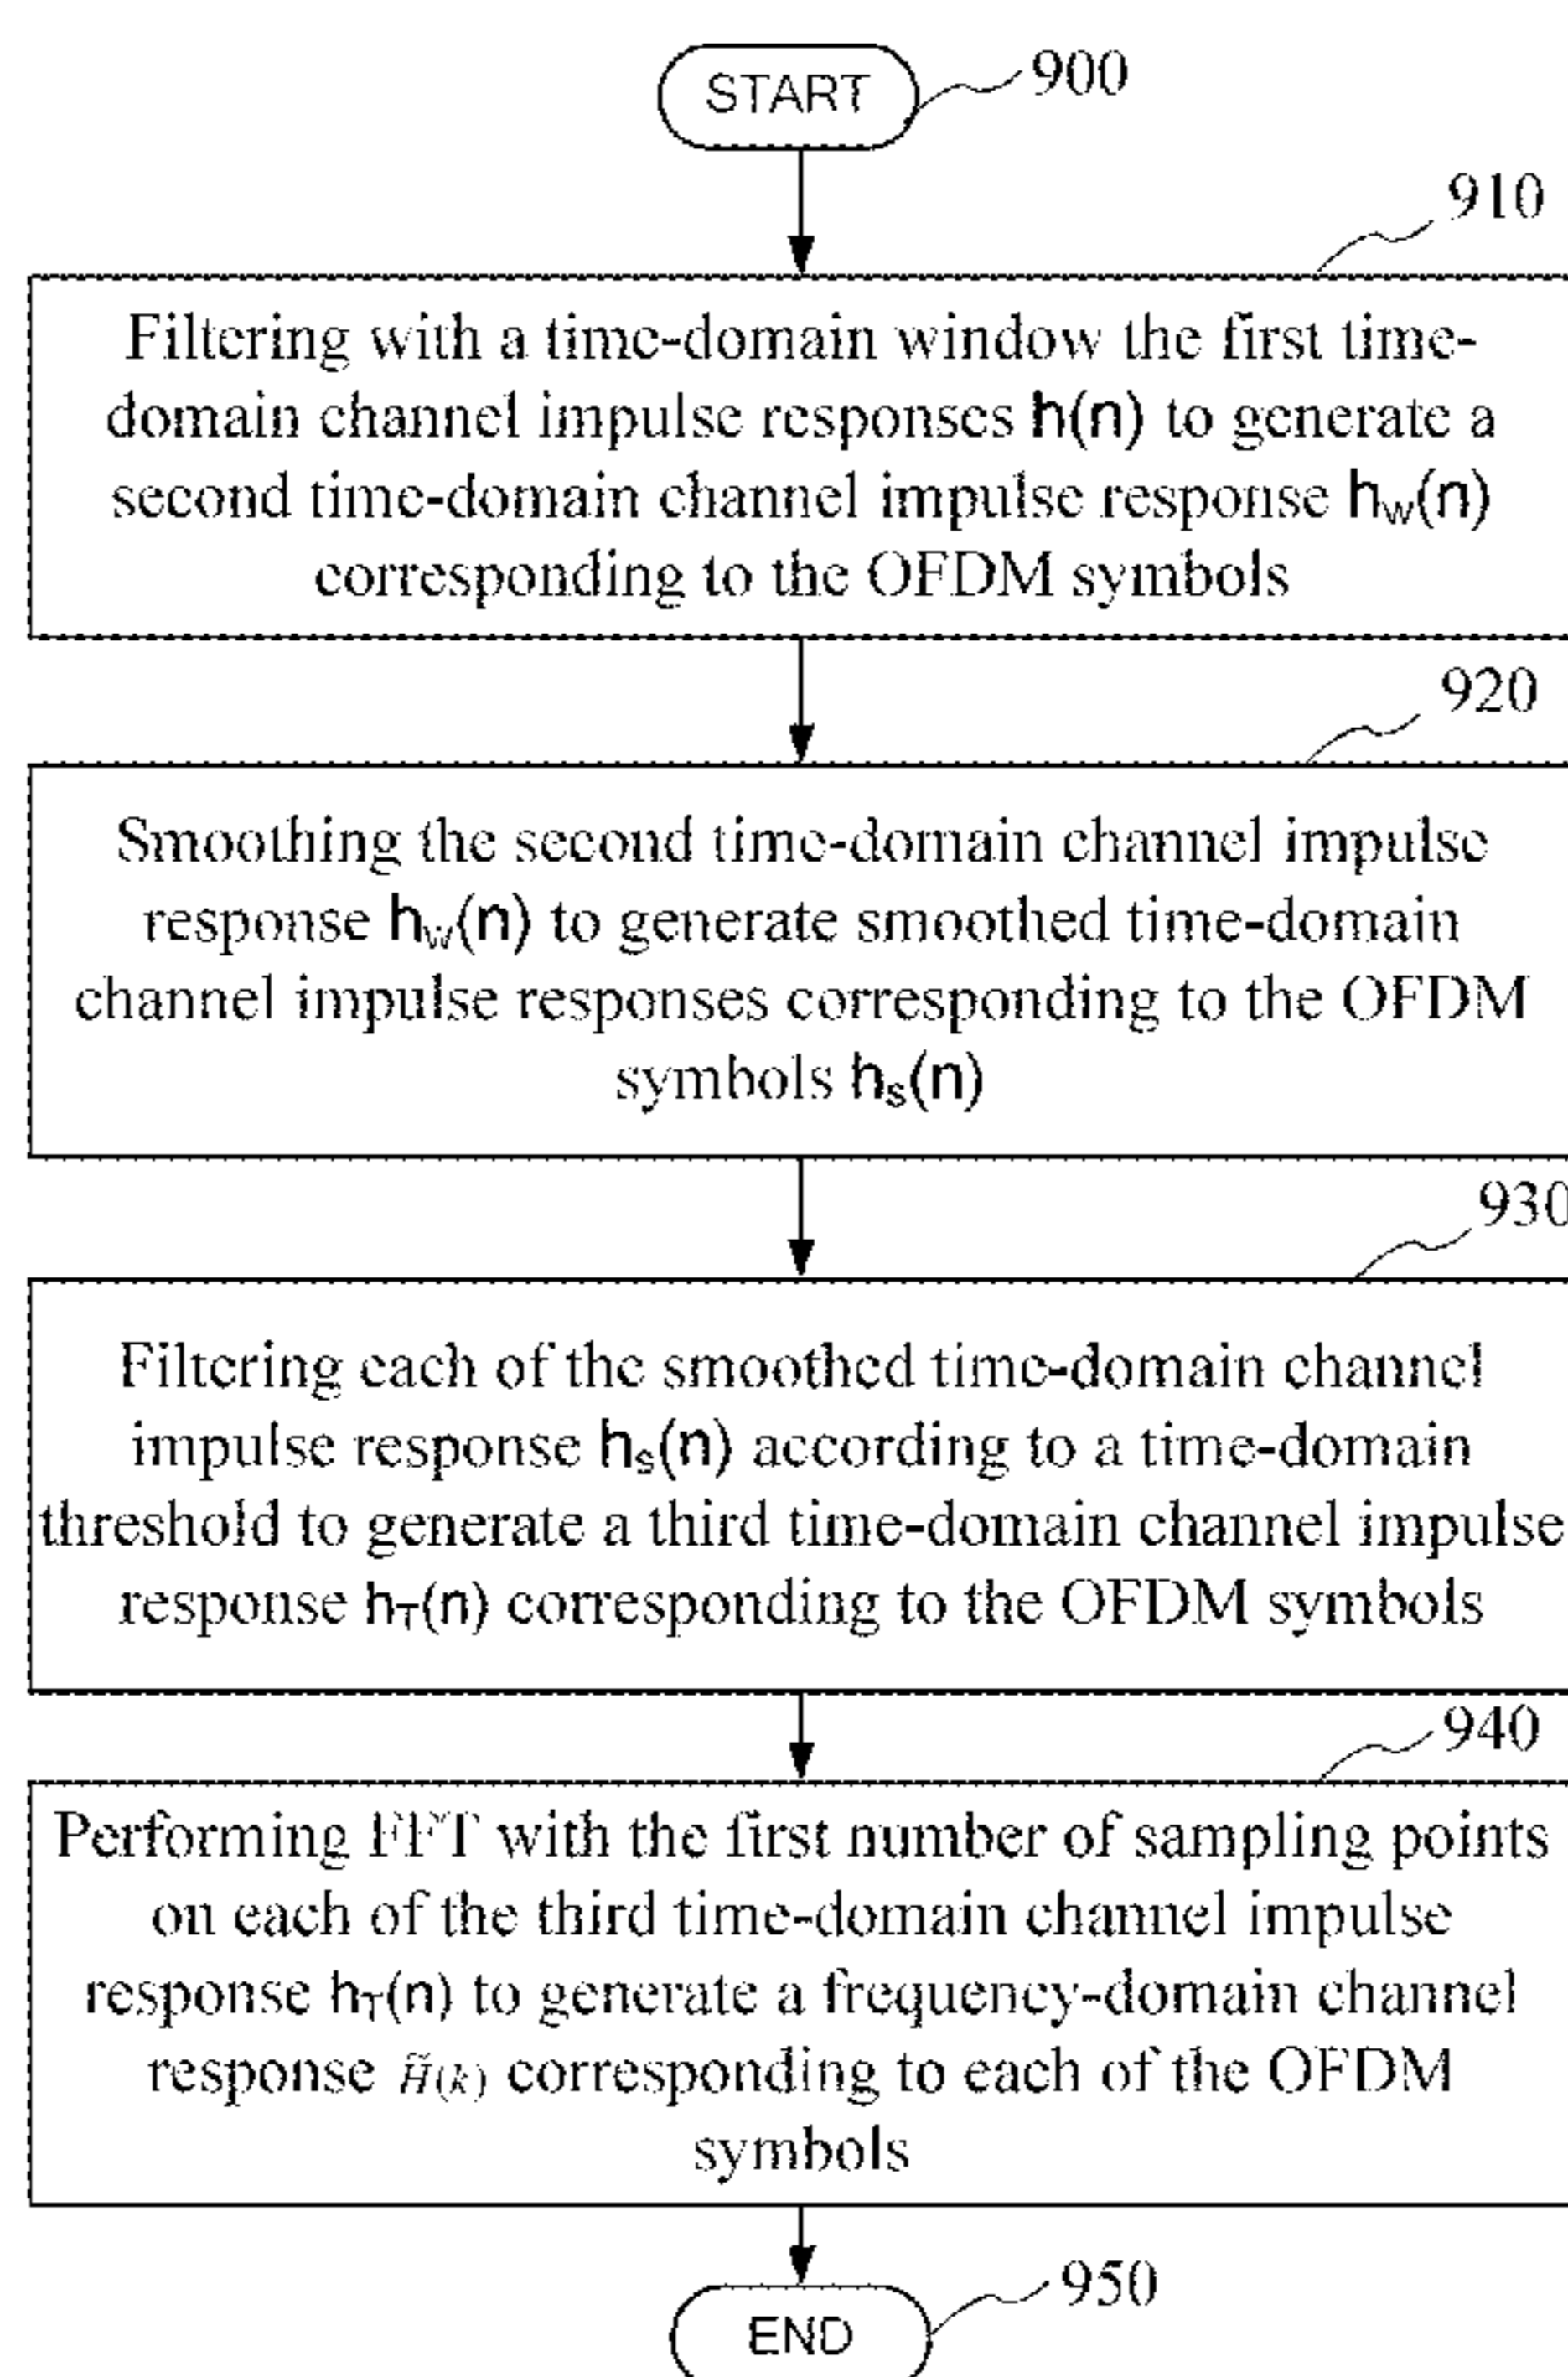 START
900
910
Filtering with a time-domain window the first time-
domain channel impulse responses h(n) to generate a
second time-domain channel impulse response hw(n)
corresponding to the OFDM symbols
920
Smoothing the second time-domain channel impulse
response hw(n) to generate smoothed time-domain
channel impulse responses corresponding to the OFDM
symbols hs(n)
930
Filtering each of the smoothed time-domain channel
impulse response hs(n) according to a time-domain
threshold to generate a third time-domain channel impulse
response hT(n) corresponding to the OFDM symbols
940
Performing FFT with the first number of sampling points
on each of the third time-domain channel impulse
response hT(n) to generate a frequency-domain channel
response H̃(k) corresponding to each of the OFDM
symbols
END
950